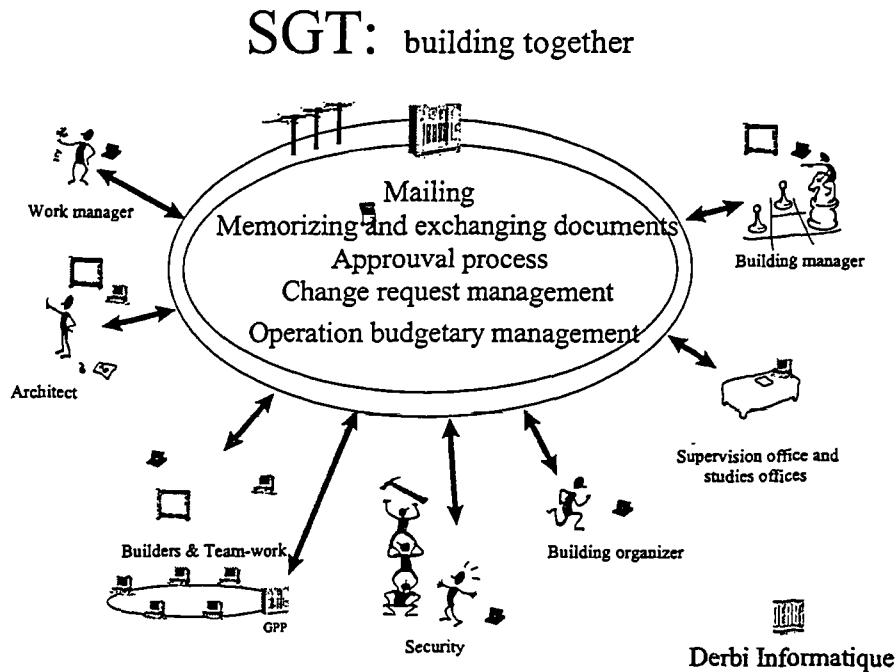 SGT: building together
Mailing
Memorizing and exchanging documents
Approuval process
Change request management
Operation budgetary management
Work manager
Building manager
Architect
Supervision office and
studies offices
Builders & Team-work
Building organizer
GPP
Security
DERBI
Derbi Informatique